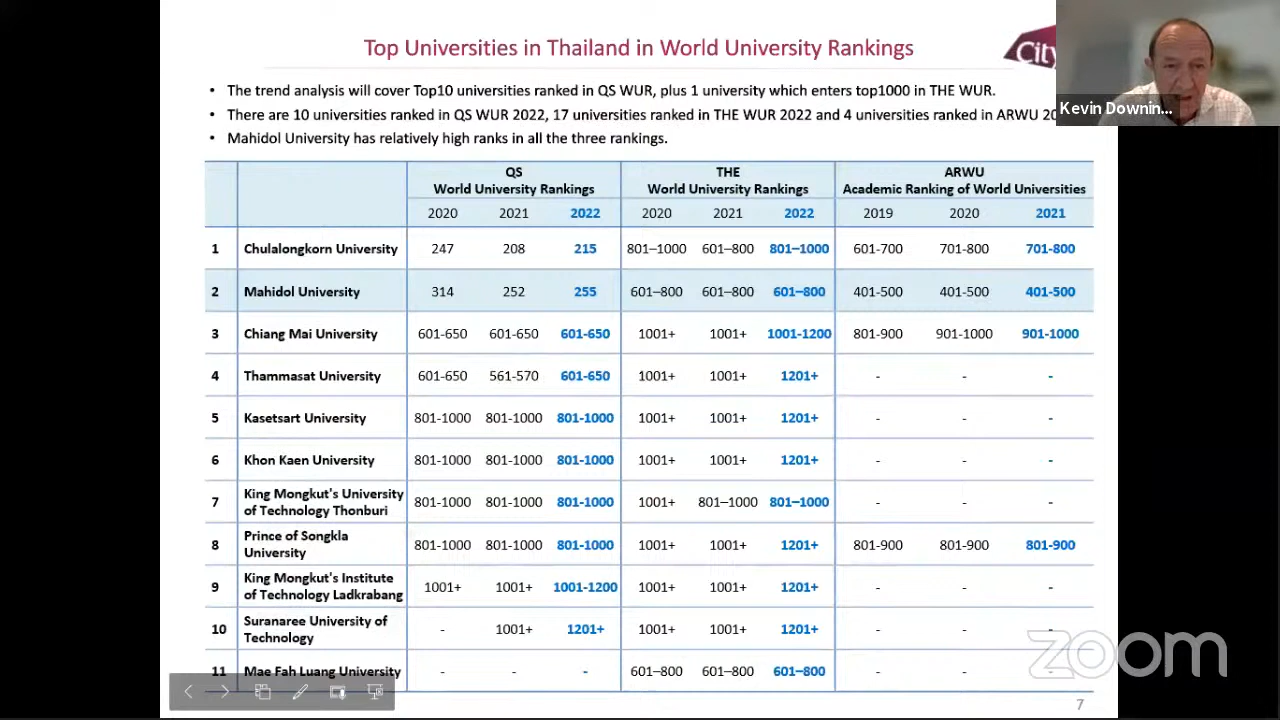 Top Universities in Thailand in World University Rankings
City
Kevin Downin...
• The trend analysis will cover Top10 universities ranked in QS WUR, plus 1 university which enters top1000 in THE WUR.
• There are 10 universities ranked in QS WUR 2022, 17 universities ranked in THE WUR 2022 and 4 universities ranked in ARWU 20
• Mahidol University has relatively high ranks in all the three rankings.
QS THE ARWU
World University Rankings World University Rankings Academic Ranking of World Universities
2020 2021 2022 2020 2021 2022 2019 2020 2021
1 Chulalongkorn University 247 208 215 801–1000 601–800 801–1000 601-700 701-800 701-800
2 Mahidol University 314 252 255 601–800 601–800 601–800 401-500 401-500 401-500
3 Chiang Mai University 601-650 601-650 601-650 1001+ 1001+ 1001-1200 801-900 901-1000 901-1000
4 Thammasat University 601-650 561-570 601-650 1001+ 1001+ 1201+ - - -
5 Kasetsart University 801-1000 801-1000 801-1000 1001+ 1001+ 1201+ - - -
6 Khon Kaen University 801-1000 801-1000 801-1000 1001+ 1001+ 1201+ - - -
7 King Mongkut's University
of Technology Thonburi 801-1000 801-1000 801-1000 1001+ 801–1000 801–1000 - - -
8 Prince of Songkla
University 801-1000 801-1000 801-1000 1001+ 1001+ 1201+ 801-900 801-900 801-900
9 King Mongkut's Institute
of Technology Ladkrabang 1001+ 1001+ 1001-1200 1001+ 1001+ 1201+ - - -
10 Suranaree University of
Technology - 1001+ 1201+ 1001+ 1001+ 1201+ - - -
11 Mae Fah Luang University - - - 601–800 601–800 601–800 - - -
zoom
7